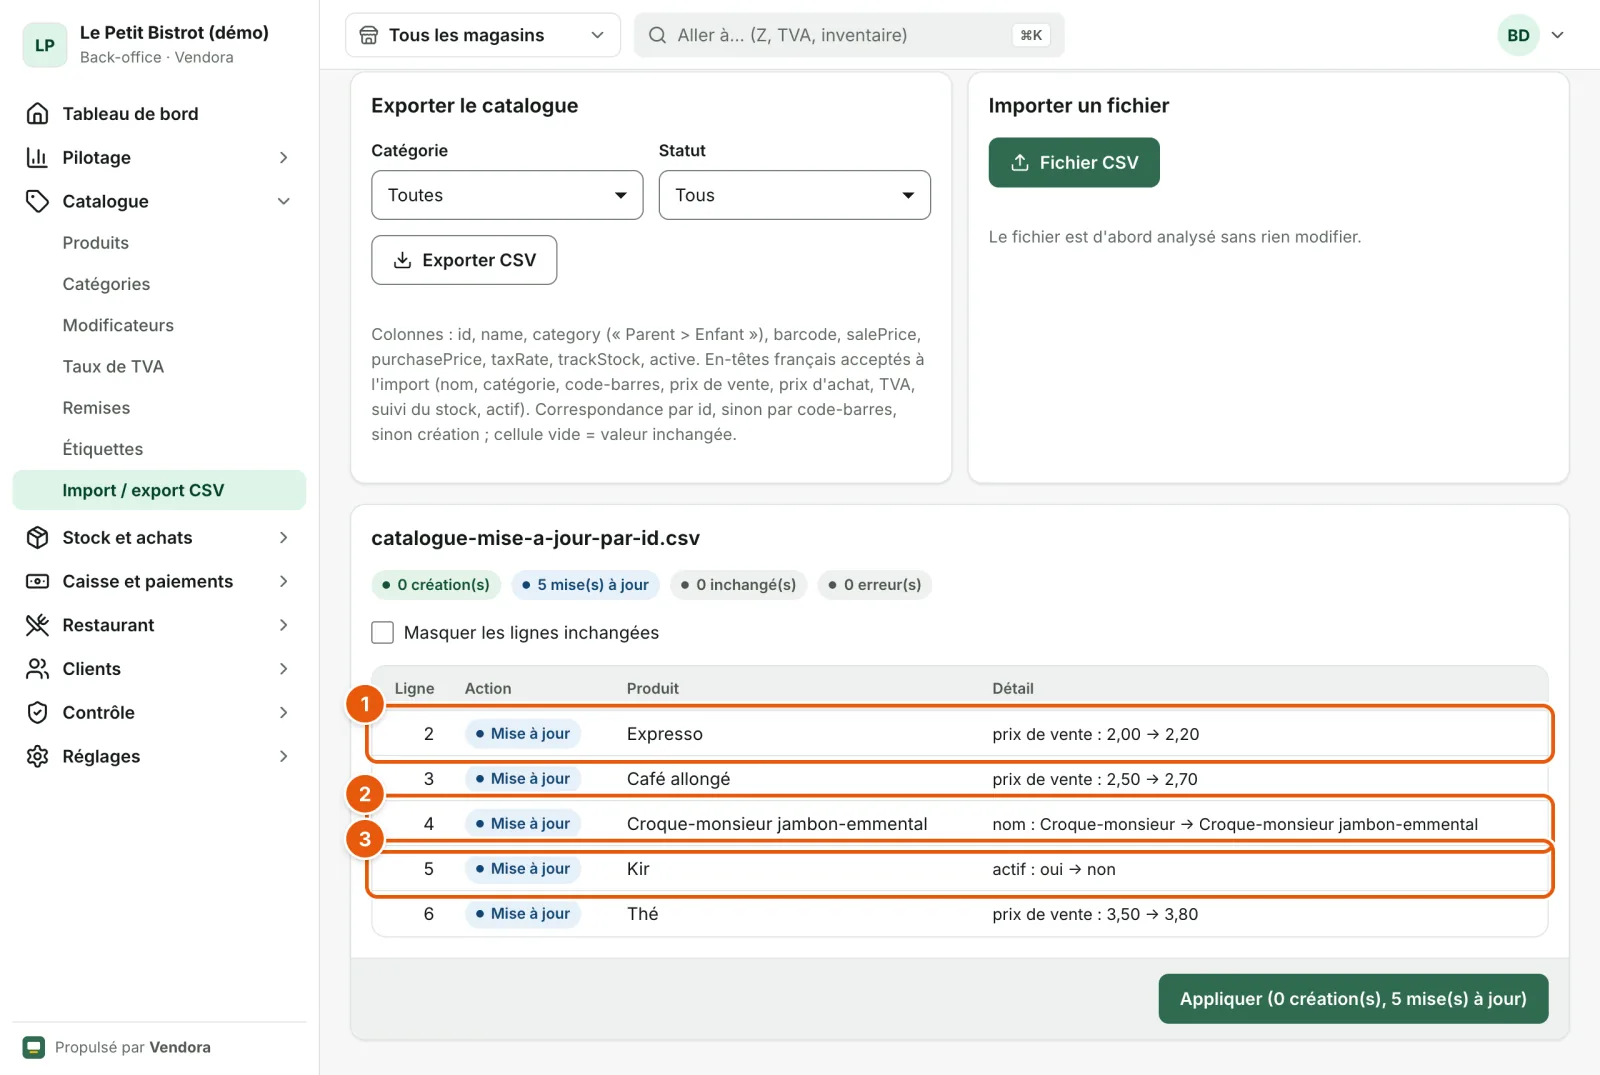 LP
Le Petit Bistrot (démo)
Back-office · Vendora
Tous les magasins
Aller à... (Z, TVA, inventaire)
⌘K
BD
Tableau de bord
Pilotage
Catalogue
Produits
Catégories
Modificateurs
Taux de TVA
Remises
Étiquettes
Import / export CSV
Stock et achats
Caisse et paiements
Restaurant
Clients
Contrôle
Réglages
Propulsé par Vendora
Exporter le catalogue
Catégorie
Statut
Toutes
Tous
Exporter CSV
Colonnes : id, name, category (« Parent > Enfant »), barcode, salePrice,
purchasePrice, taxRate, trackStock, active. En-têtes français acceptés à
l'import (nom, catégorie, code-barres, prix de vente, prix d'achat, TVA,
suivi du stock, actif). Correspondance par id, sinon par code-barres,
sinon création ; cellule vide = valeur inchangée.
Importer un fichier
Fichier CSV
Le fichier est d'abord analysé sans rien modifier.
catalogue-mise-a-jour-par-id.csv
0 création(s)
5 mise(s) à jour
0 inchangé(s)
0 erreur(s)
Masquer les lignes inchangées
Ligne Action Produit Détail
1
2 Mise à jour Expresso prix de vente : 2,00 → 2,20
3 Mise à jour Café allongé prix de vente : 2,50 → 2,70
2
4 Mise à jour Croque-monsieur jambon-emmental nom : Croque-monsieur → Croque-monsieur jambon-emmental
3
5 Mise à jour Kir actif : oui → non
6 Mise à jour Thé prix de vente : 3,50 → 3,80
Appliquer (0 création(s), 5 mise(s) à jour)